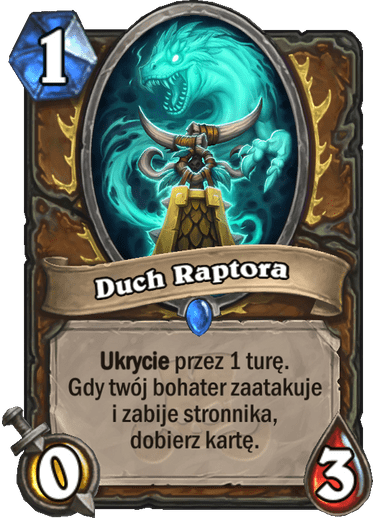 1
Duch Raptora
Ukrycie przez 1 turę.
Gdy twój bohater zaatakuje
i zabije stronnika,
dobierz kartę.
0
3